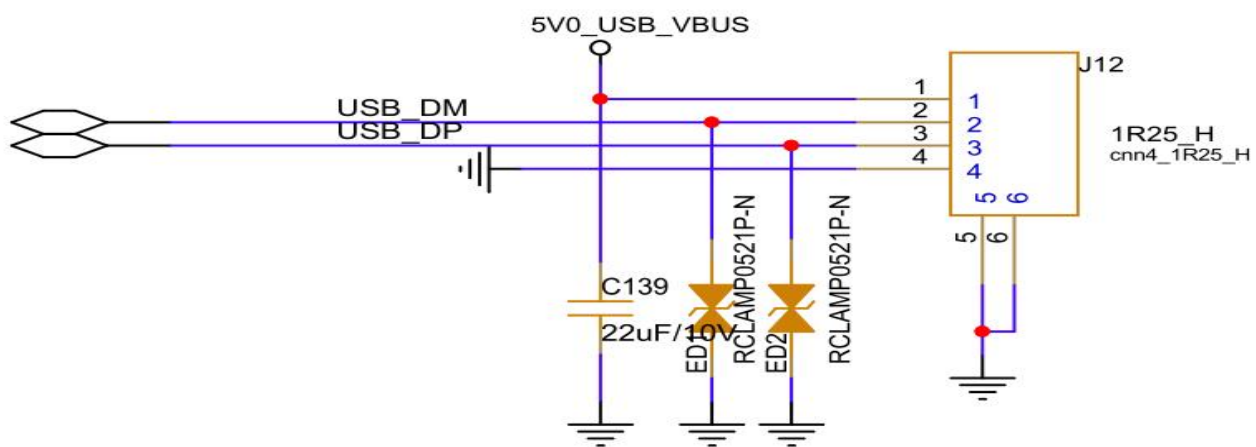 5V0_USB_VBUS
J12
1
1
USB_DM
2
2
USB_DP
3
3
1R25_H
4
4
cnn4_1R25_H
5
6
5
6
C139
22uF/10V
ED1
RCLAMP0521P-N
ED2
RCLAMP0521P-N